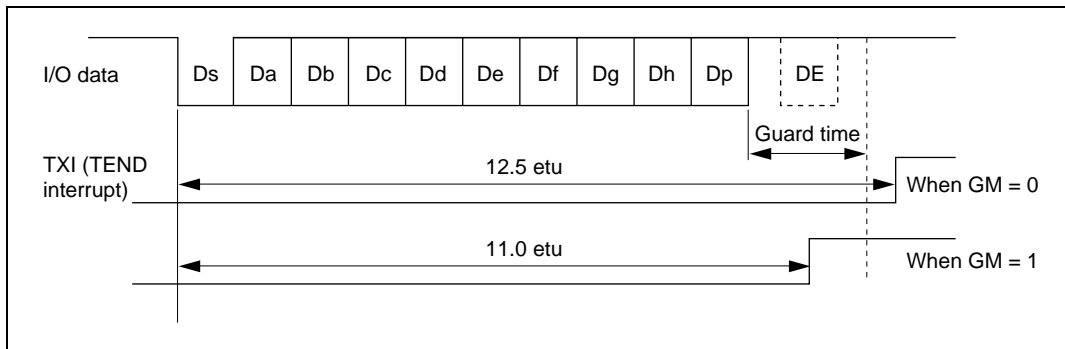 I/O data
Ds Da Db Dc Dd De Df Dg Dh Dp DE
Guard time
TXI (TEND
interrupt)
12.5 etu
When GM = 0
11.0 etu
When GM = 1